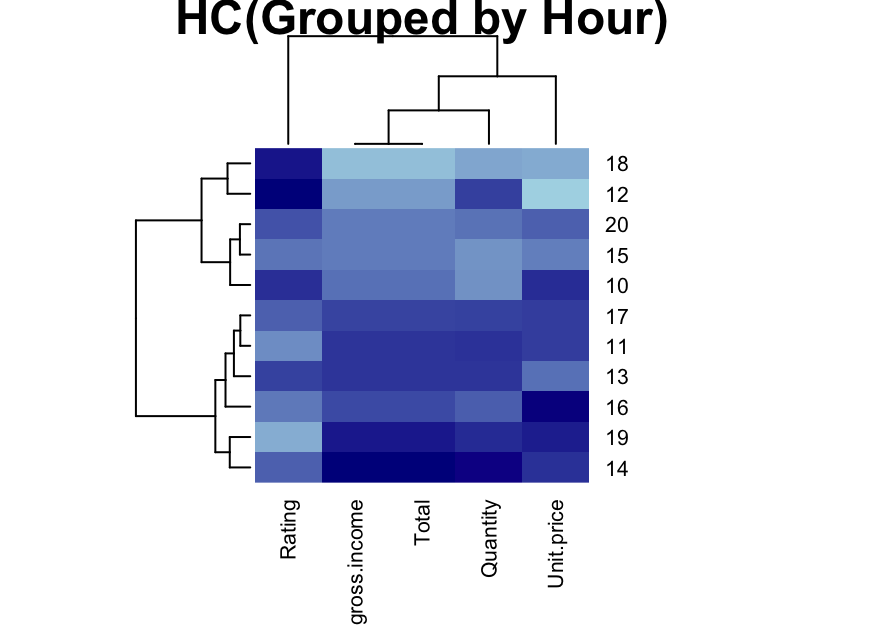 HC(Grouped by Hour)
18
12
20
15
10
17
11
13
16
19
14
Rating
gross.income
Total
Quantity
Unit.price